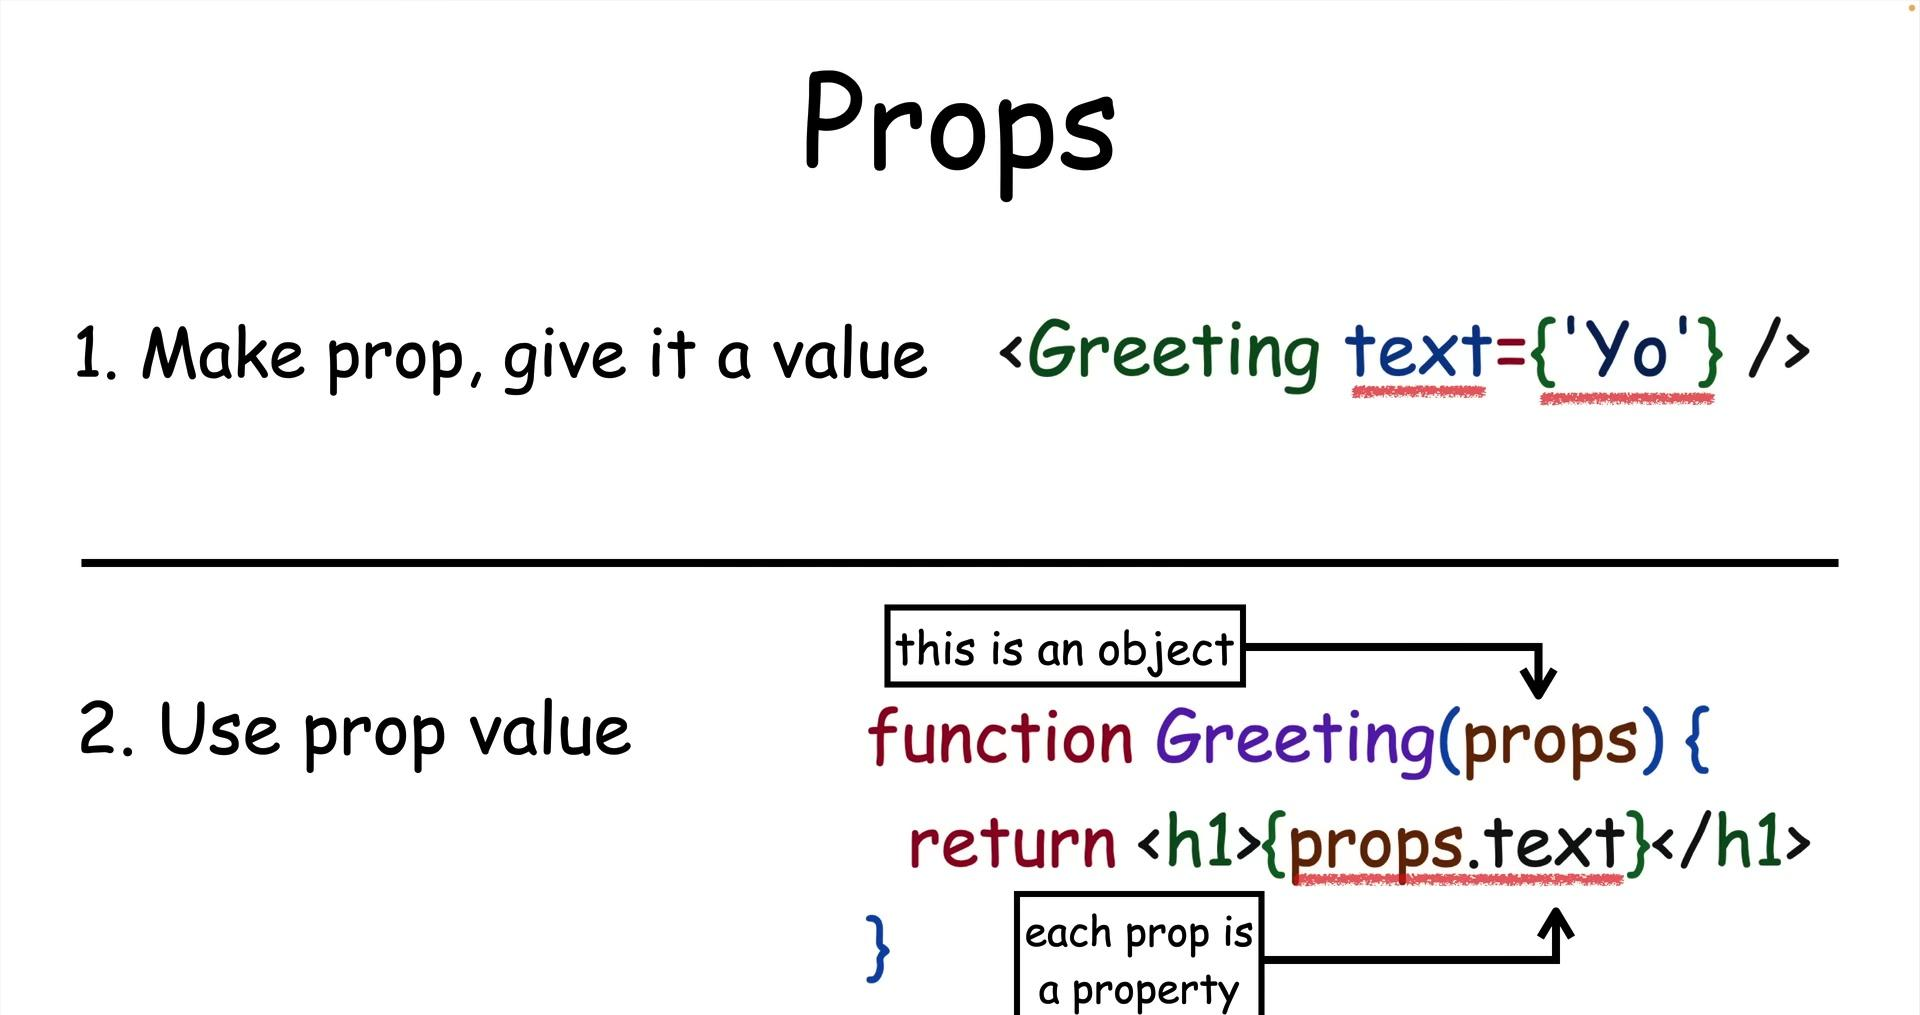 Props
1. Make prop, give it a value <Greeting text={'Yo'} />
this is an object
2. Use prop value
function Greeting(props) {
return <h1>{props.text}</h1>
}
each prop is
a property